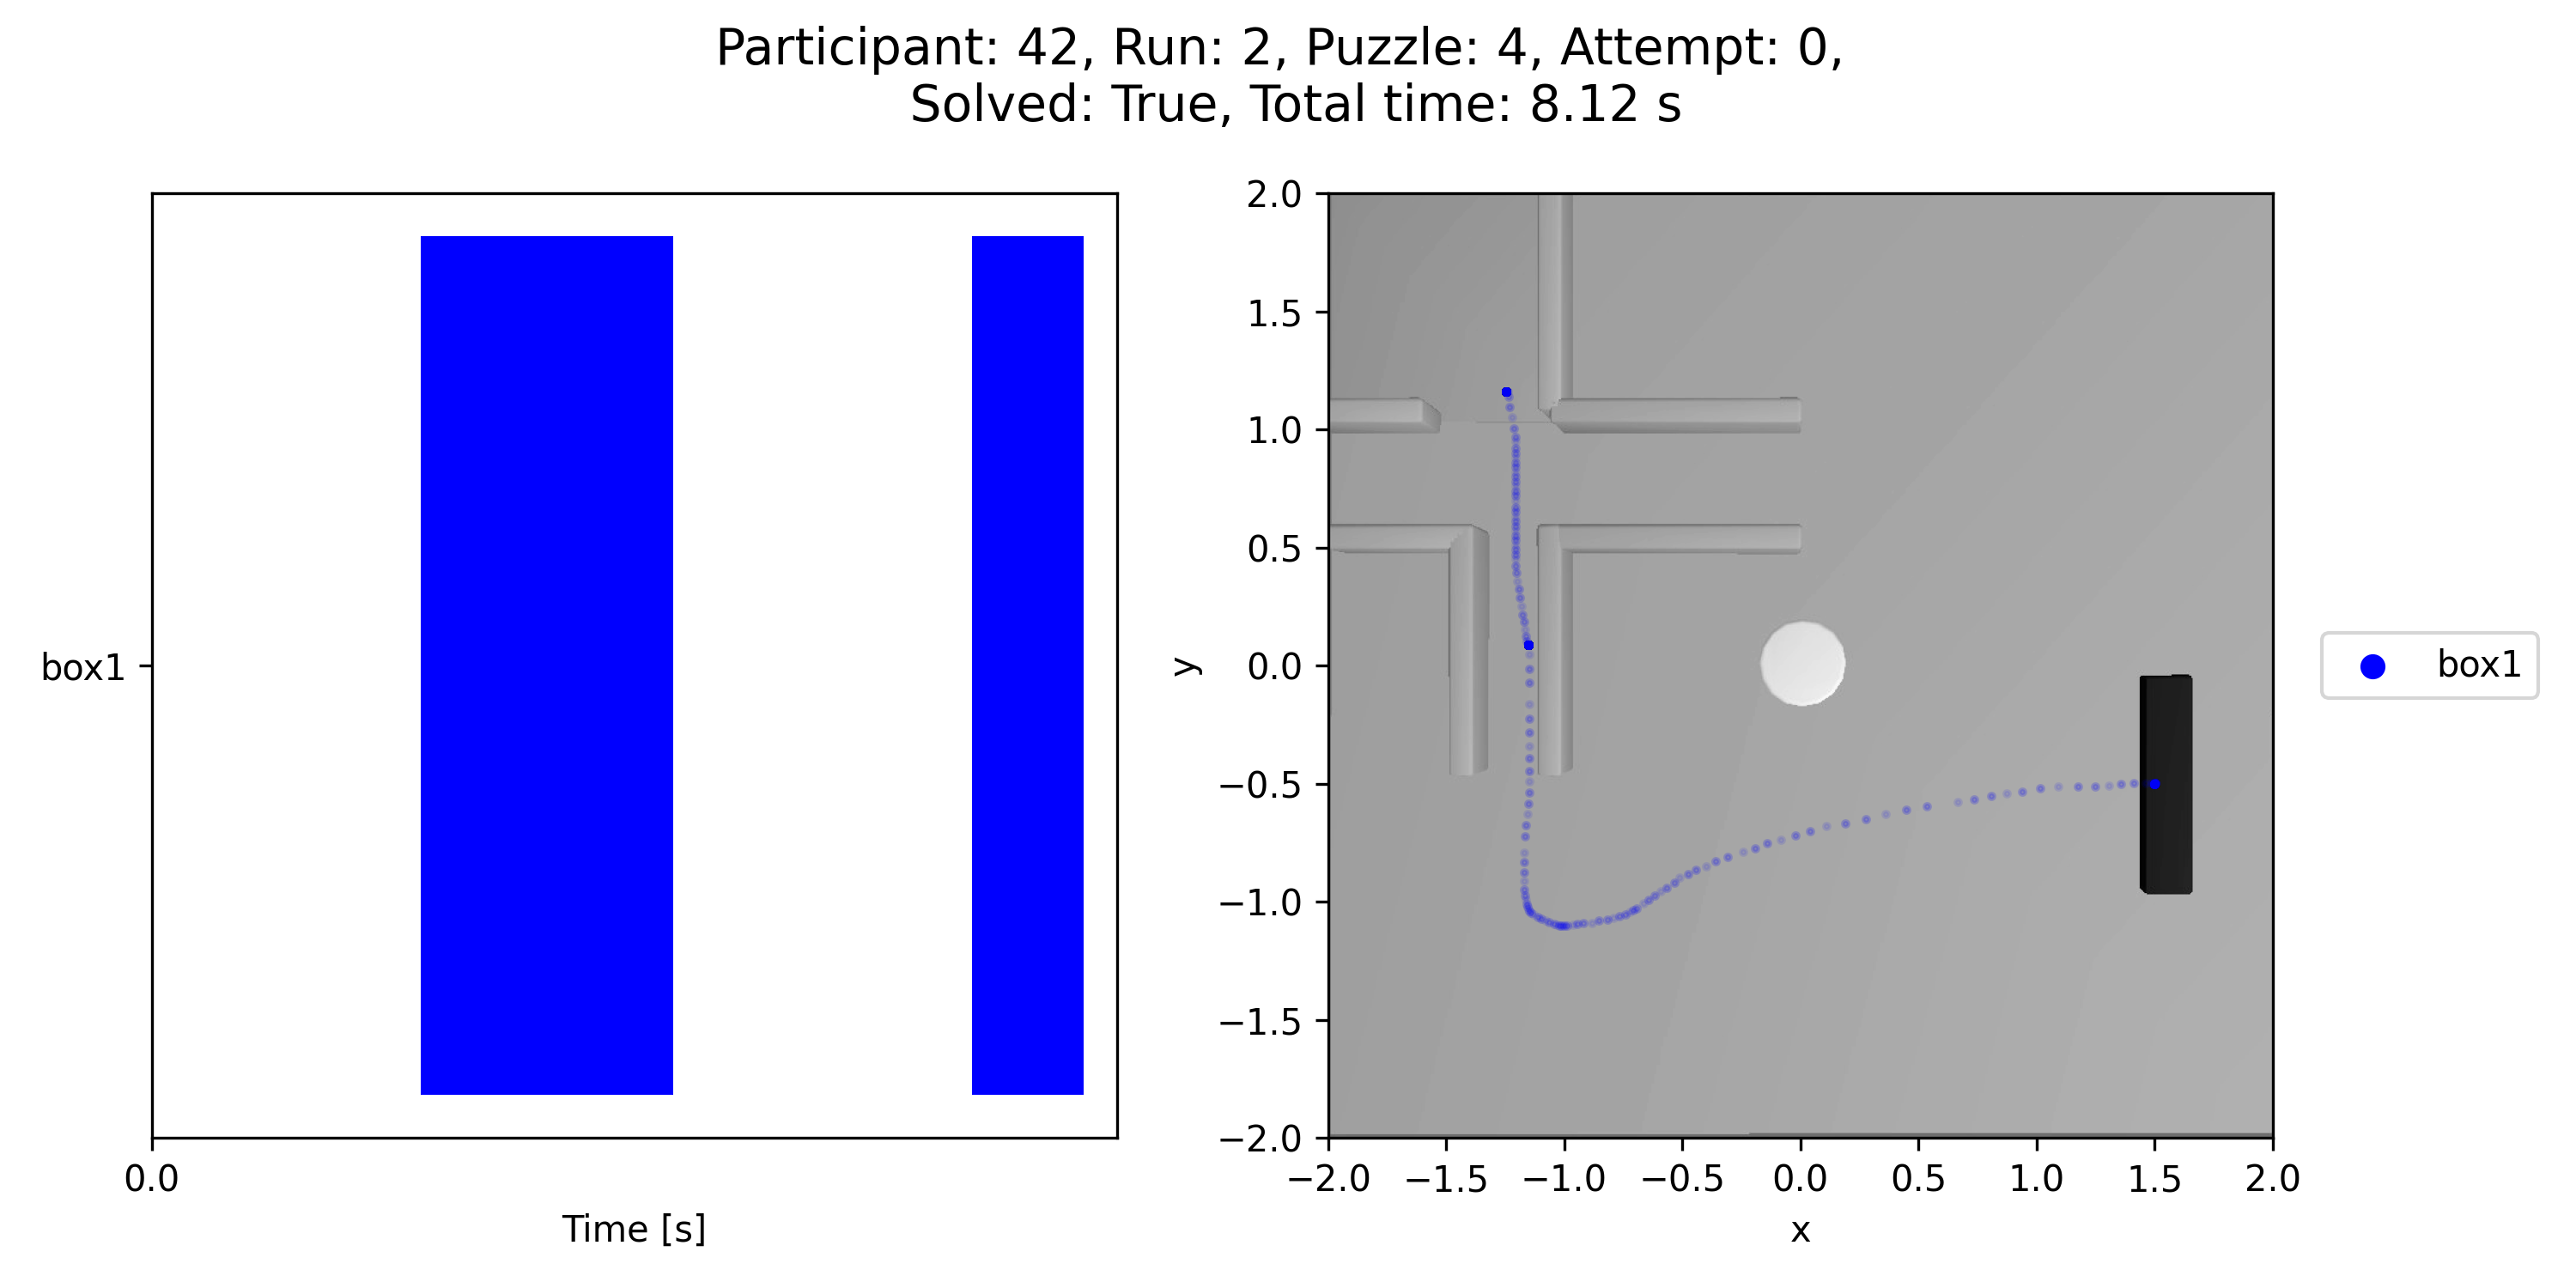 Participant: 42, Run: 2, Puzzle: 4, Attempt: 0,
Solved: True, Total time: 8.12 s
box1
0.0
Time [s]
2.0
1.5
1.0
0.5
0.0
−0.5
−1.0
−1.5
−2.0
y
−2.0 −1.5 −1.0 −0.5 0.0 0.5 1.0 1.5 2.0
x
box1